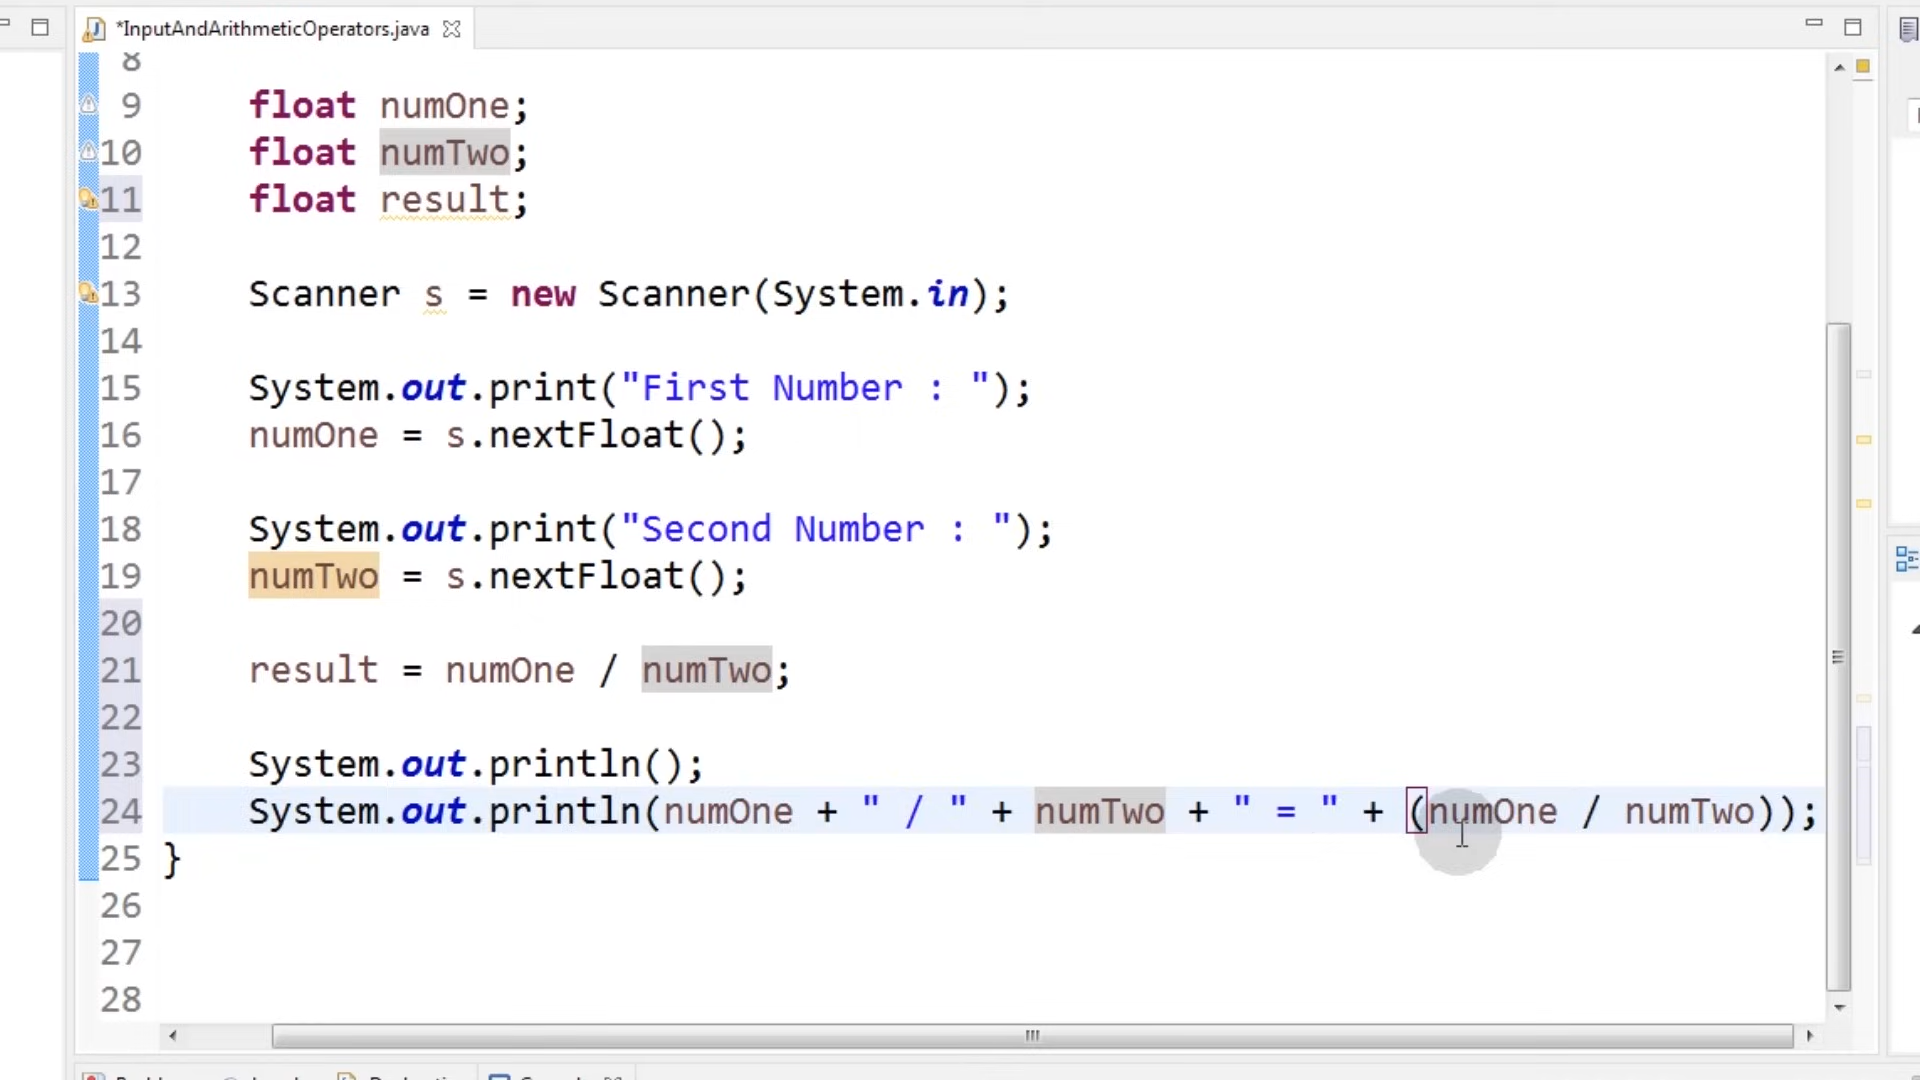 *InputAndArithmeticOperators.java
8
9 float numOne;
10 float numTwo;
11 float result;
12
13 Scanner s = new Scanner(System.in);
14
15 System.out.print("First Number : ");
16 numOne = s.nextFloat();
17
18 System.out.print("Second Number : ");
19 numTwo = s.nextFloat();
20
21 result = numOne / numTwo;
22
23 System.out.println();
24 System.out.println(numOne + " / " + numTwo + " = " + (numOne / numTwo));
25 }
26
27
28